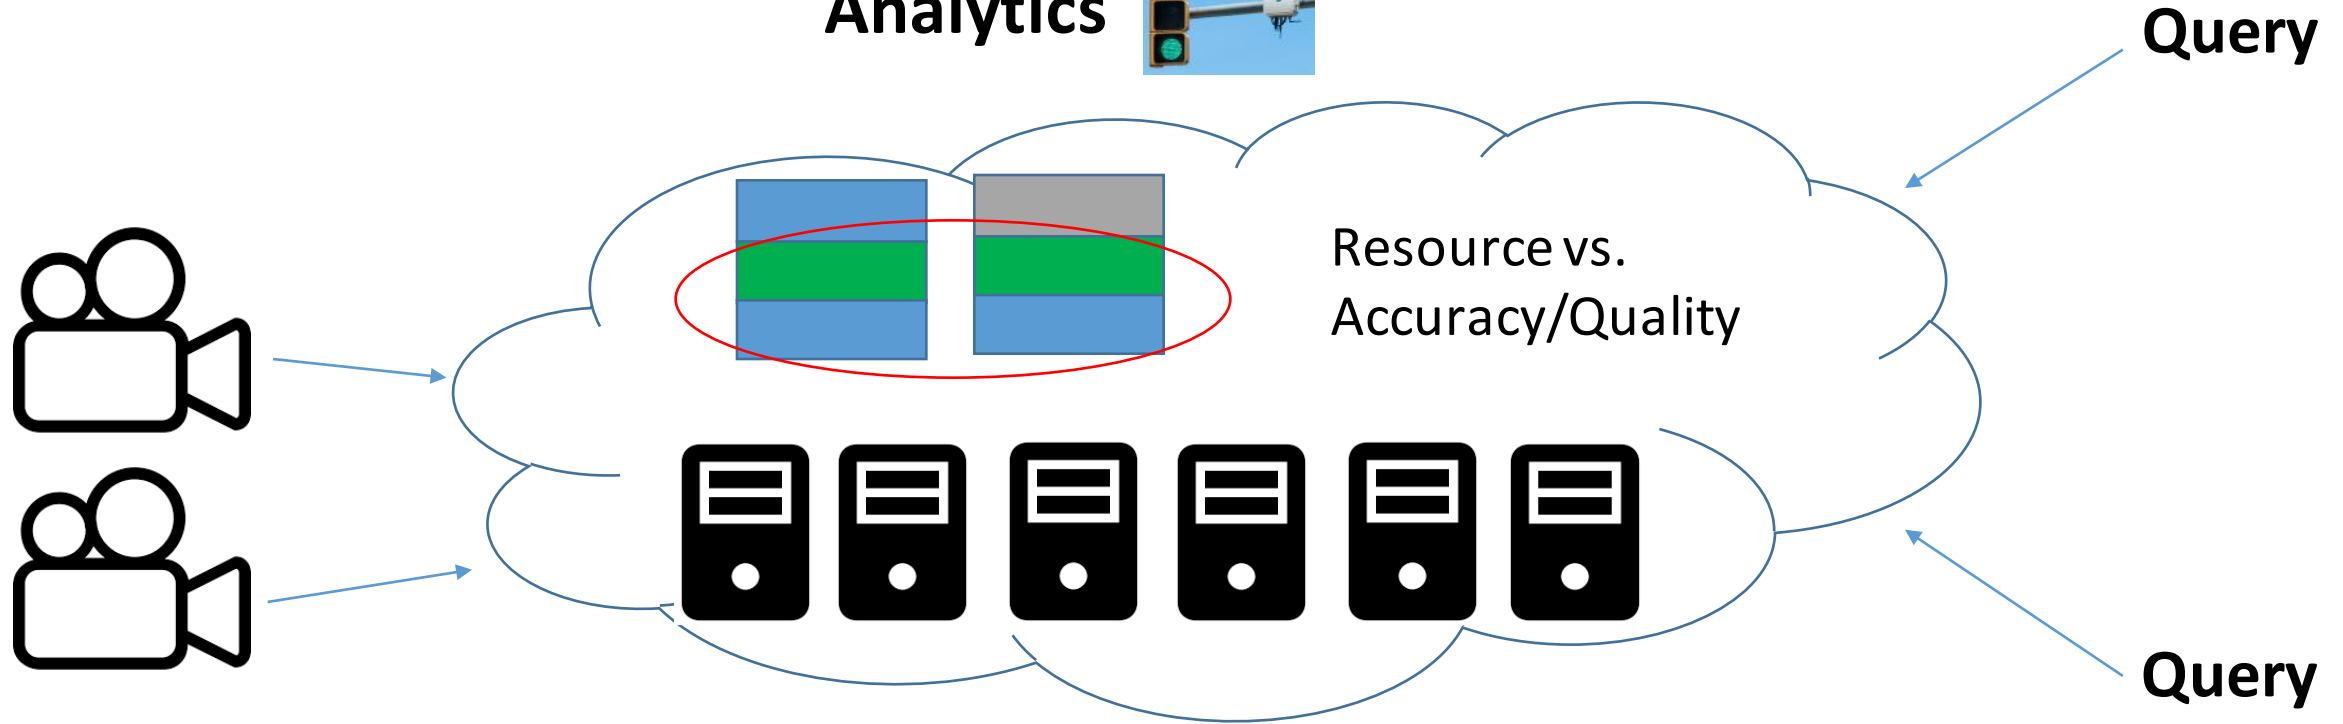 Analytics
Query
Resource vs.
Accuracy/Quality
Query